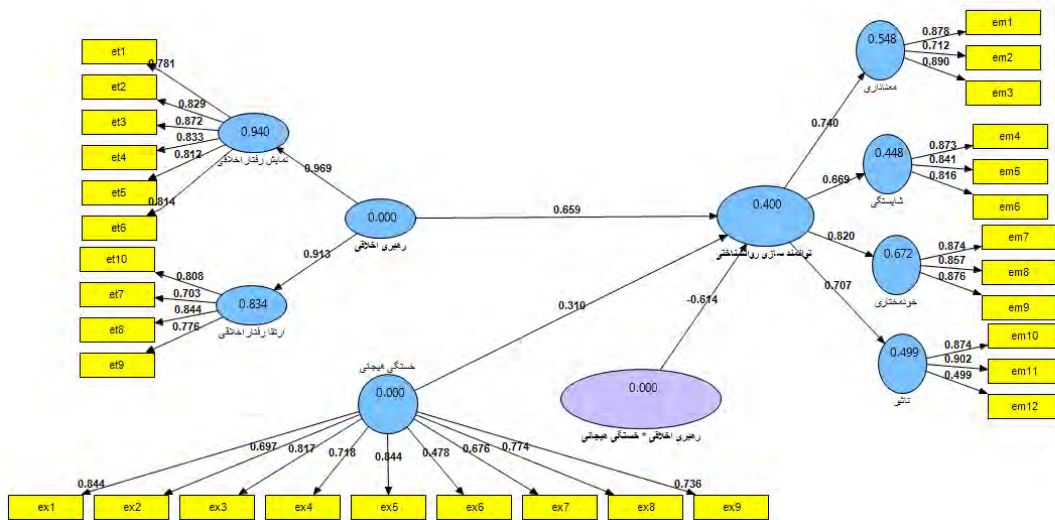 et1
et2
et3
et4
et5
et6
et10
et7
et8
et9
0.781
0.829
0.872
0.833
0.812
0.814
0.808
0.703
0.844
0.776
0.940
نمایش رفتار اخلاقی
0.834
ارتقا رفتار اخلاقی
0.969
0.913
0.000
رهبری اخلاقی
0.659
0.310
-0.614
0.400
توانمند سازی روانشناختی
خستگی هیجانی
0.000
0.000
رهبری اخلاقی * خستگی هیجانی
0.740
0.669
0.820
0.707
0.548
معناداری
0.448
شایستگی
0.672
خودمختاری
0.499
تاثیر
0.878
0.712
0.890
0.873
0.841
0.816
0.874
0.857
0.876
0.874
0.902
0.499
em1
em2
em3
em4
em5
em6
em7
em8
em9
em10
em11
em12
0.844
0.697
0.817
0.718
0.844
0.478
0.676
0.774
0.736
ex1
ex2
ex3
ex4
ex5
ex6
ex7
ex8
ex9